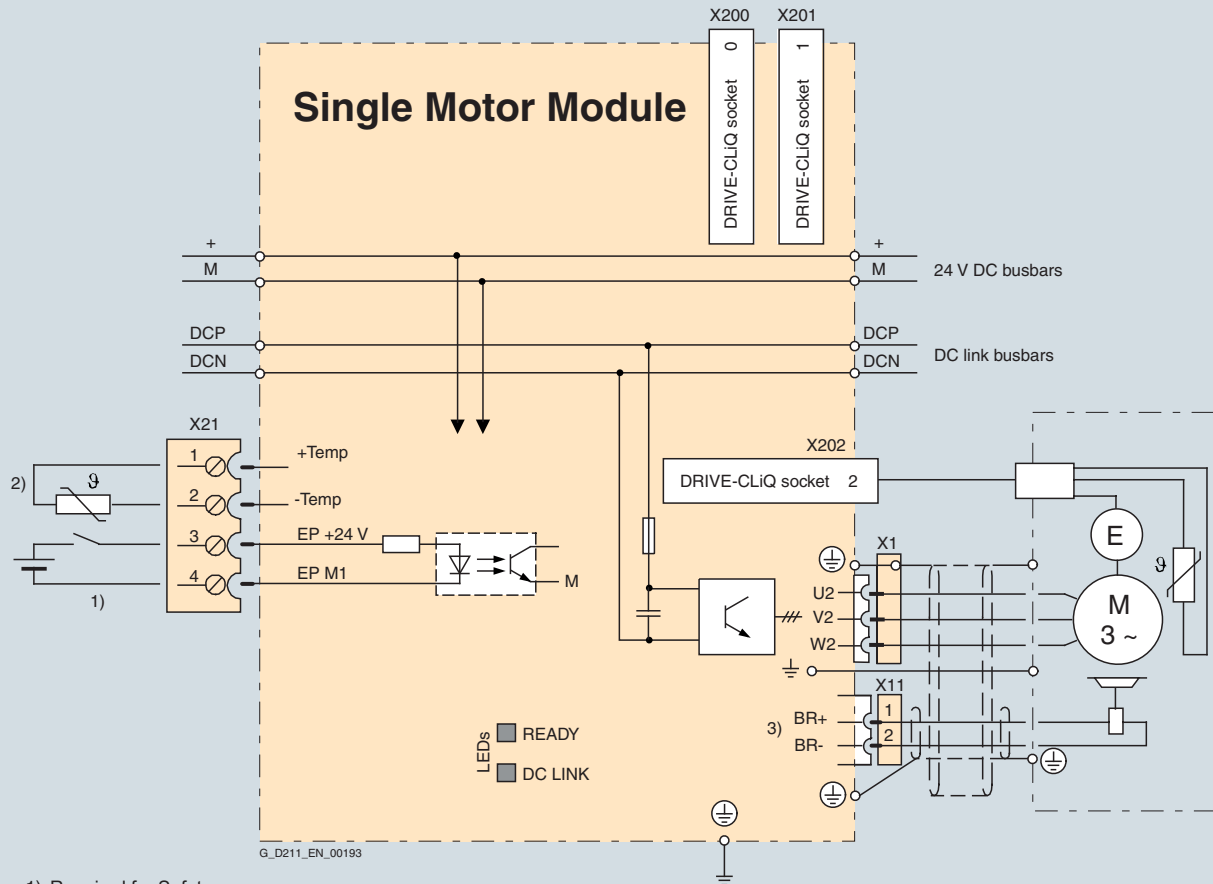 X200 X201
DRIVE-CLiQ socket 0
DRIVE-CLiQ socket 1
Single Motor Module
+ +
M M
24 V DC busbars
DCP DCP
DCN DCN
DC link busbars
X21
1 +Temp
2 -Temp
3 EP +24 V
4 EP M1
2) ϑ
1)
M
X202
DRIVE-CLiQ socket 2
X1
U2
V2
W2
E
ϑ
M
3 ~
X11
3) BR+ 1
BR- 2
LEDs
READY
DC LINK
G_D211_EN_00193